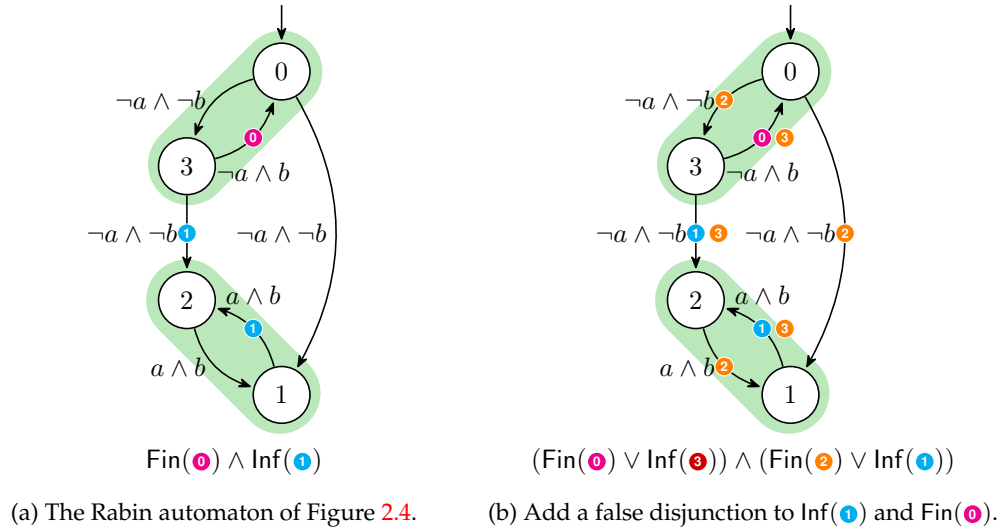 0
0
¬a ∧ ¬b
¬a ∧ ¬b 2
0
0 3
3
3
¬a ∧ b
¬a ∧ b
¬a ∧ ¬b 1
¬a ∧ ¬b
¬a ∧ ¬b 1 3
¬a ∧ ¬b 2
2
a ∧ b
2
a ∧ b
1
1 3
a ∧ b
a ∧ b 2
1
1
Fin(0) ∧ Inf(1)
(Fin(0) ∨ Inf(3)) ∧ (Fin(2) ∨ Inf(1))
(a) The Rabin automaton of Figure 2.4.
(b) Add a false disjunction to Inf(1) and Fin(0).